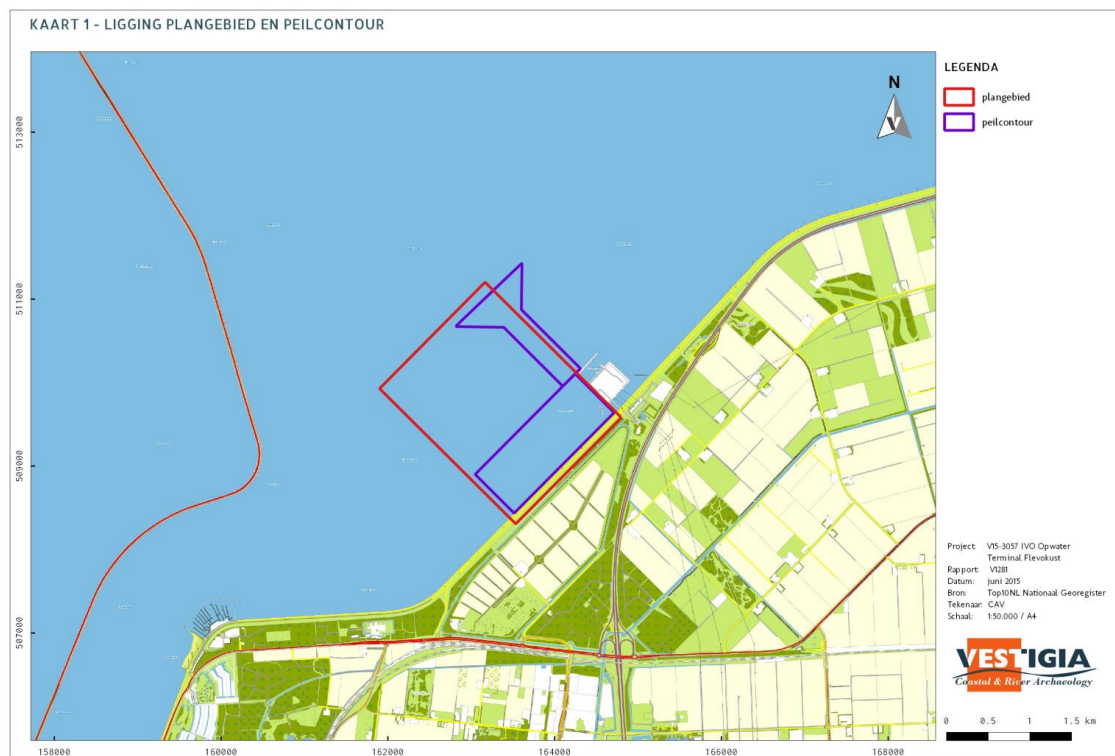 KAART 1 - LIGGING PLANGEBIED EN PEILCONTOUR
LEGENDA
plangebied
peilcontour
N
513000
511000
509000
507000
158000
160000
162000
164000
166000
168000
Project: V15-3057 IVO Opwater
Terminal Flevokust
Rapport: V1281
Datum: juni 2015
Bron: Top10NL Nationaal Georegister
Tekenaar: CAV
Schaal: 1:50.000 / A4
VESTIGIA
Coastal & River Archaeology
0 0.5 1 1.5 km